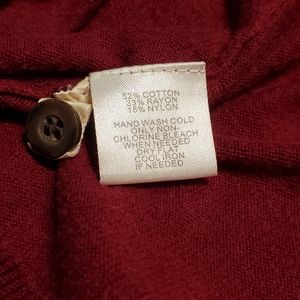 52% COTTON
33% RAYON
15% NYLON
HAND WASH COLD
ONLY NON-
CHLORINE BLEACH
WHEN NEEDED
DRY FLAT
COOL IRON
IF NEEDED